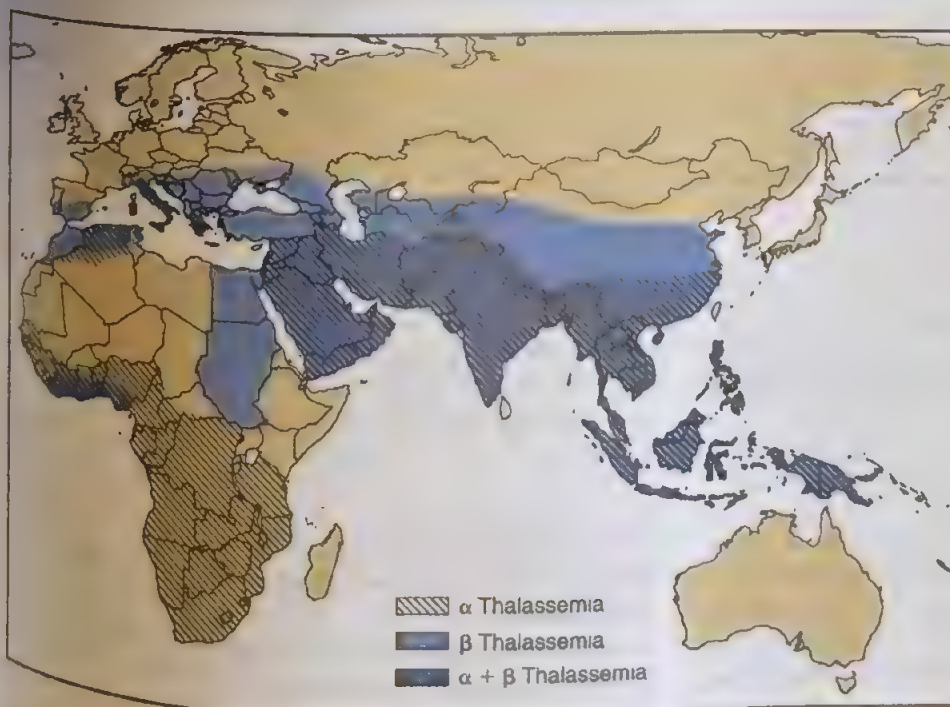 α Thalassemia
β Thalassemia
α + β Thalassemia